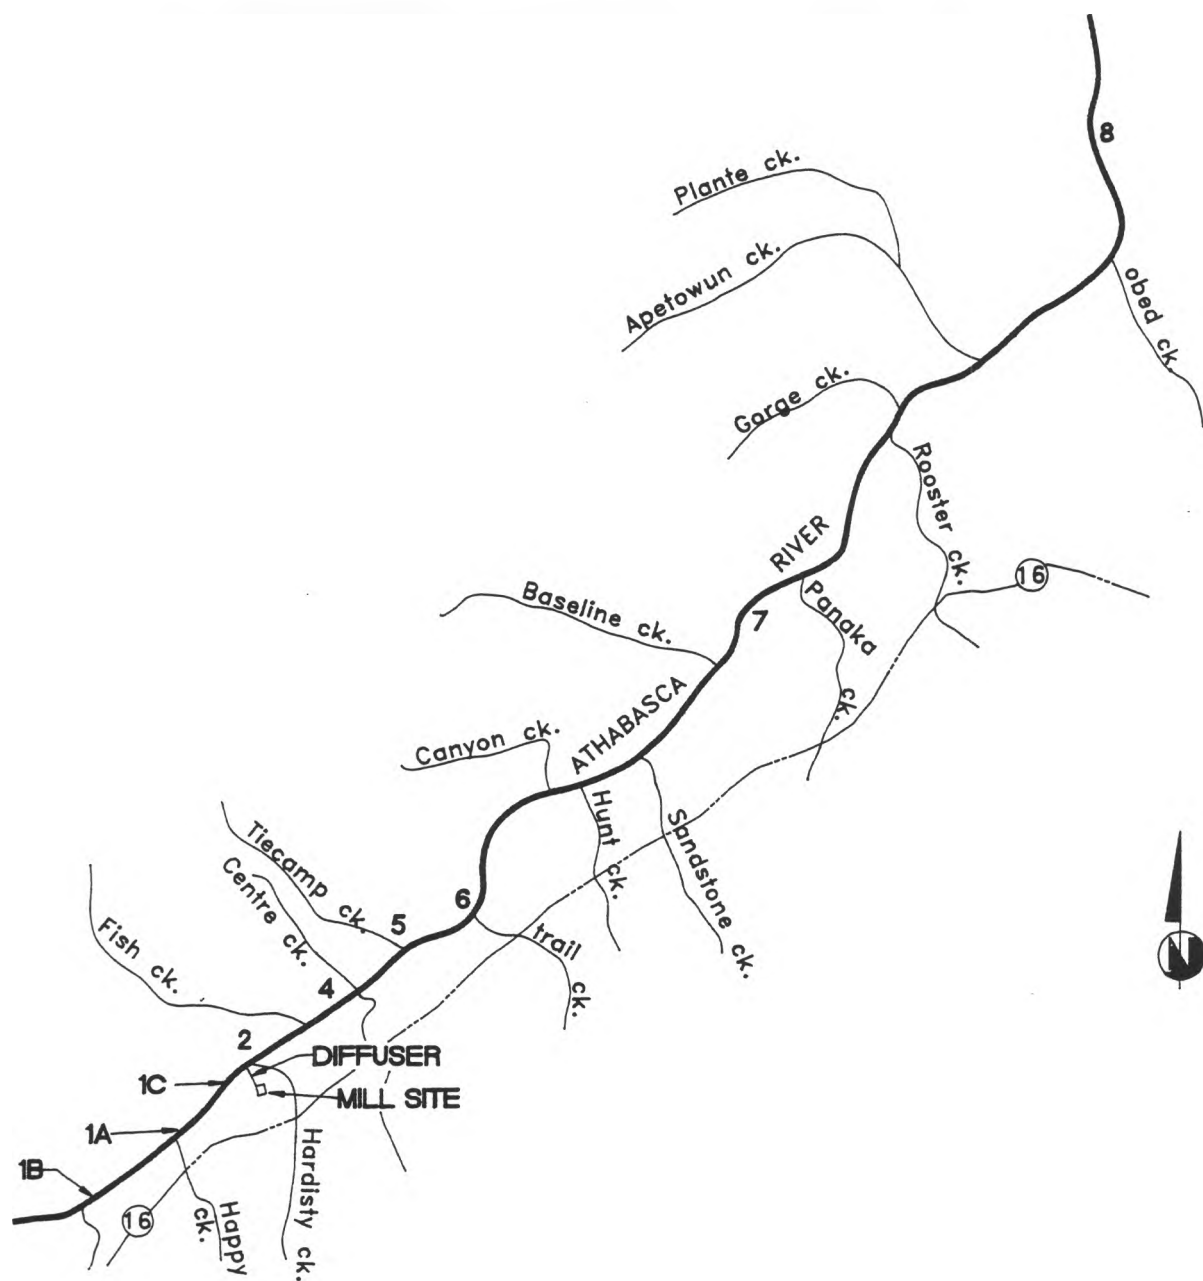 8
Plante ck.
Apetowun ck.
obed ck.
Gorge ck.
Rooster ck.
RIVER
16
Baseline ck.
7
Panaka ck.
ATHABASCA
Canyon ck.
Hunt ck.
Sandstone ck.
Tiecamp ck.
Centre ck.
6
5
trail ck.
Fish ck.
4
N
2
DIFFUSER
1C
MILL SITE
1A
Hardisty ck.
1B
16
Happy ck.